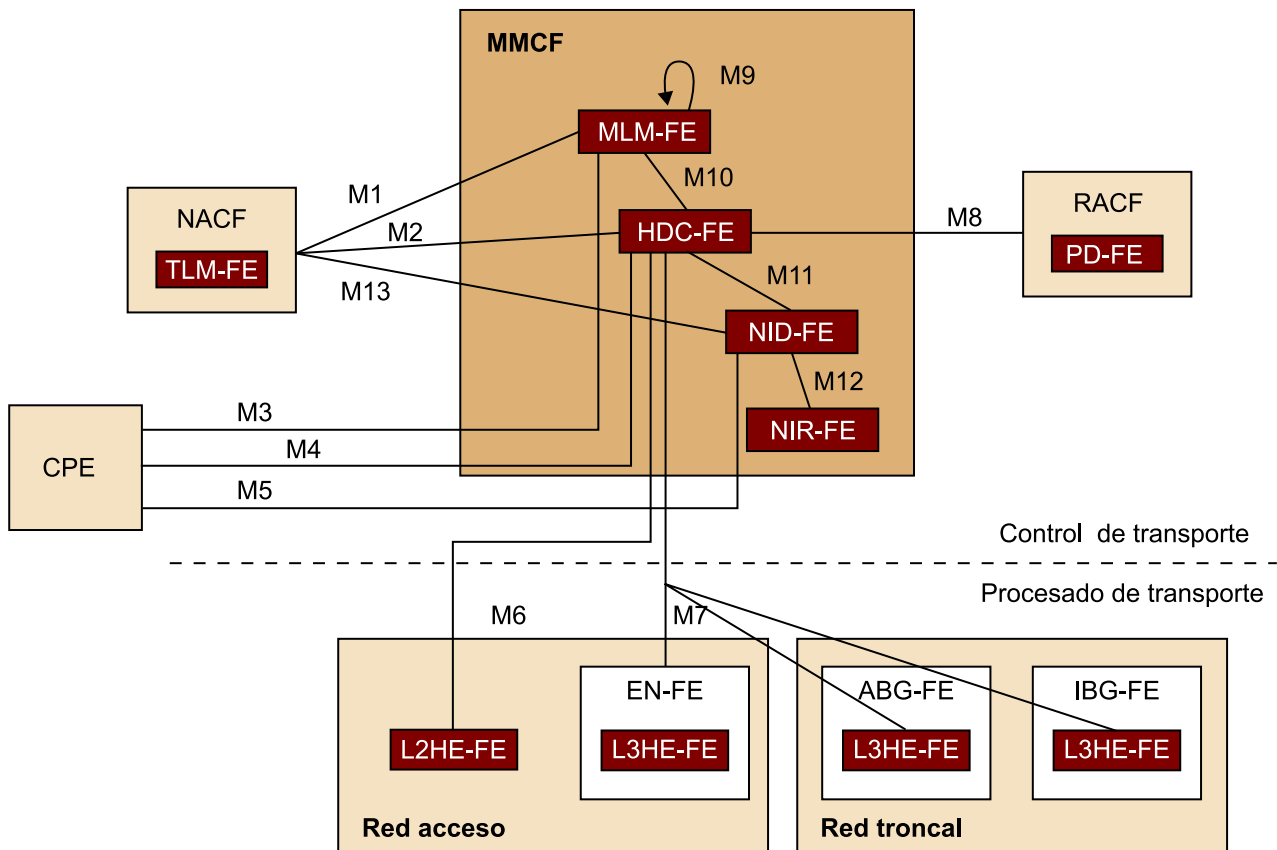 MMCF
M9
MLM-FE
M1
M10
NACF
RACF
M2
HDC-FE
M8
TLM-FE
PD-FE
M13
M11
NID-FE
M12
M3
NIR-FE
CPE
M4
M5
Control de transporte
Procesado de transporte
M6
M7
EN-FE
ABG-FE
IBG-FE
L2HE-FE
L3HE-FE
L3HE-FE
L3HE-FE
Red acceso
Red troncal